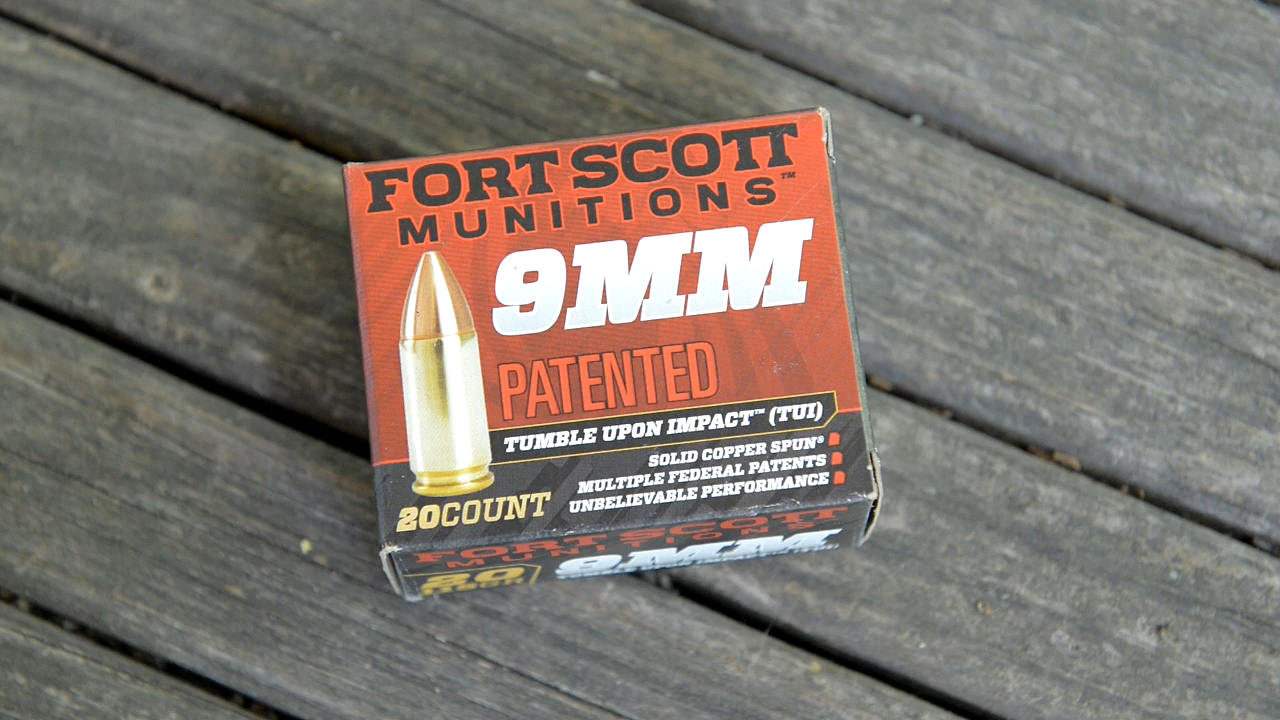 FORT SCOTT
MUNITIONS™
9MM
PATENTED
TUMBLE UPON IMPACT™ (TUI)
SOLID COPPER SPUN®
MULTIPLE FEDERAL PATENTS
UNBELIEVABLE PERFORMANCE
20COUNT
FORT SCOTT
MUNITIONS
9MM
20